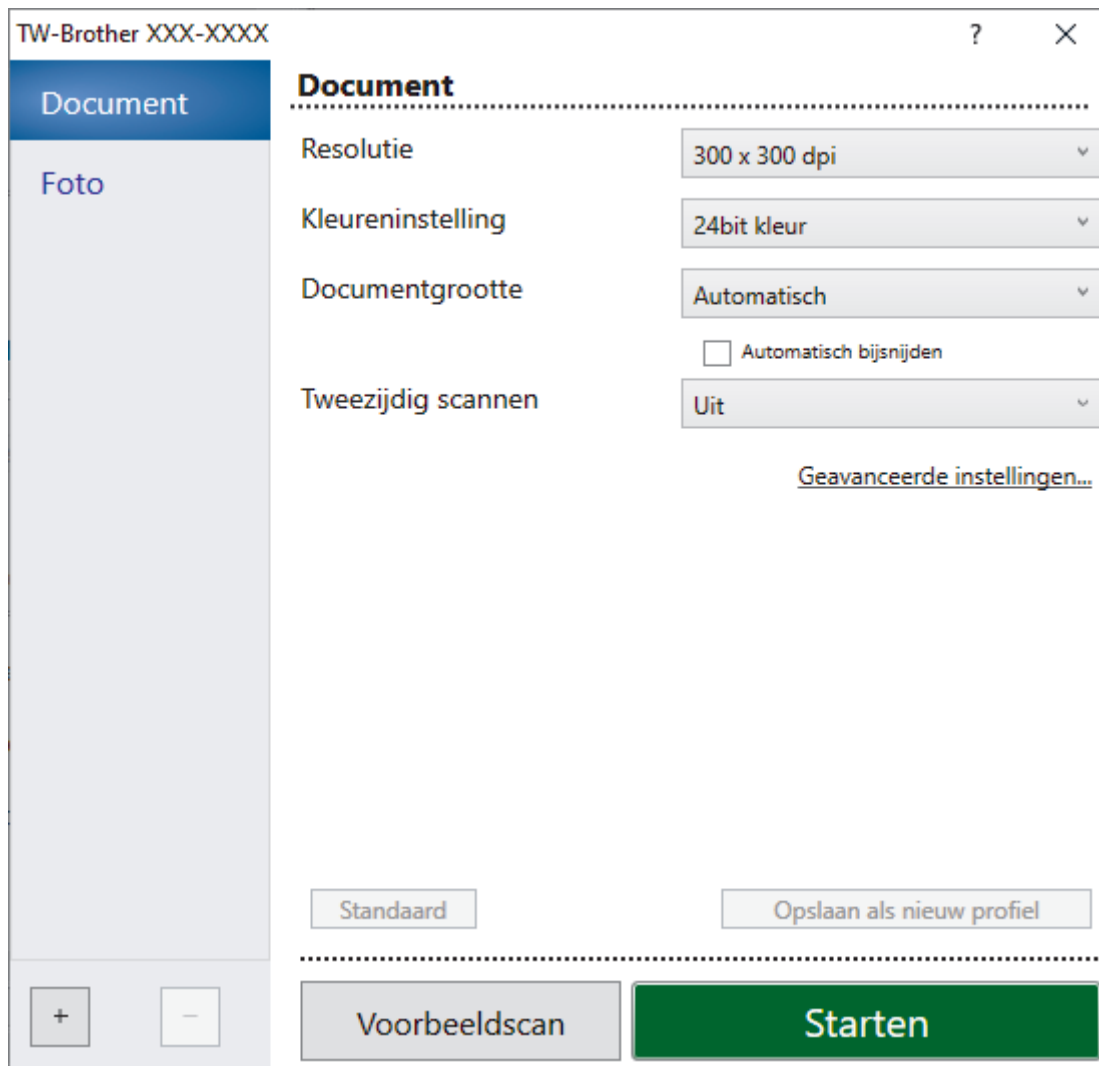 TW-Brother XXX-XXXX ?
Document
Foto
Document
Resolutie 300 x 300 dpi
Kleureninstelling 24bit kleur
Documentgrootte Automatisch
Automatisch bijsnijden
Tweezijdig scannen Uit
Geavanceerde instellingen...
Standaard Opslaan als nieuw profiel
+ − Voorbeeldscan Starten